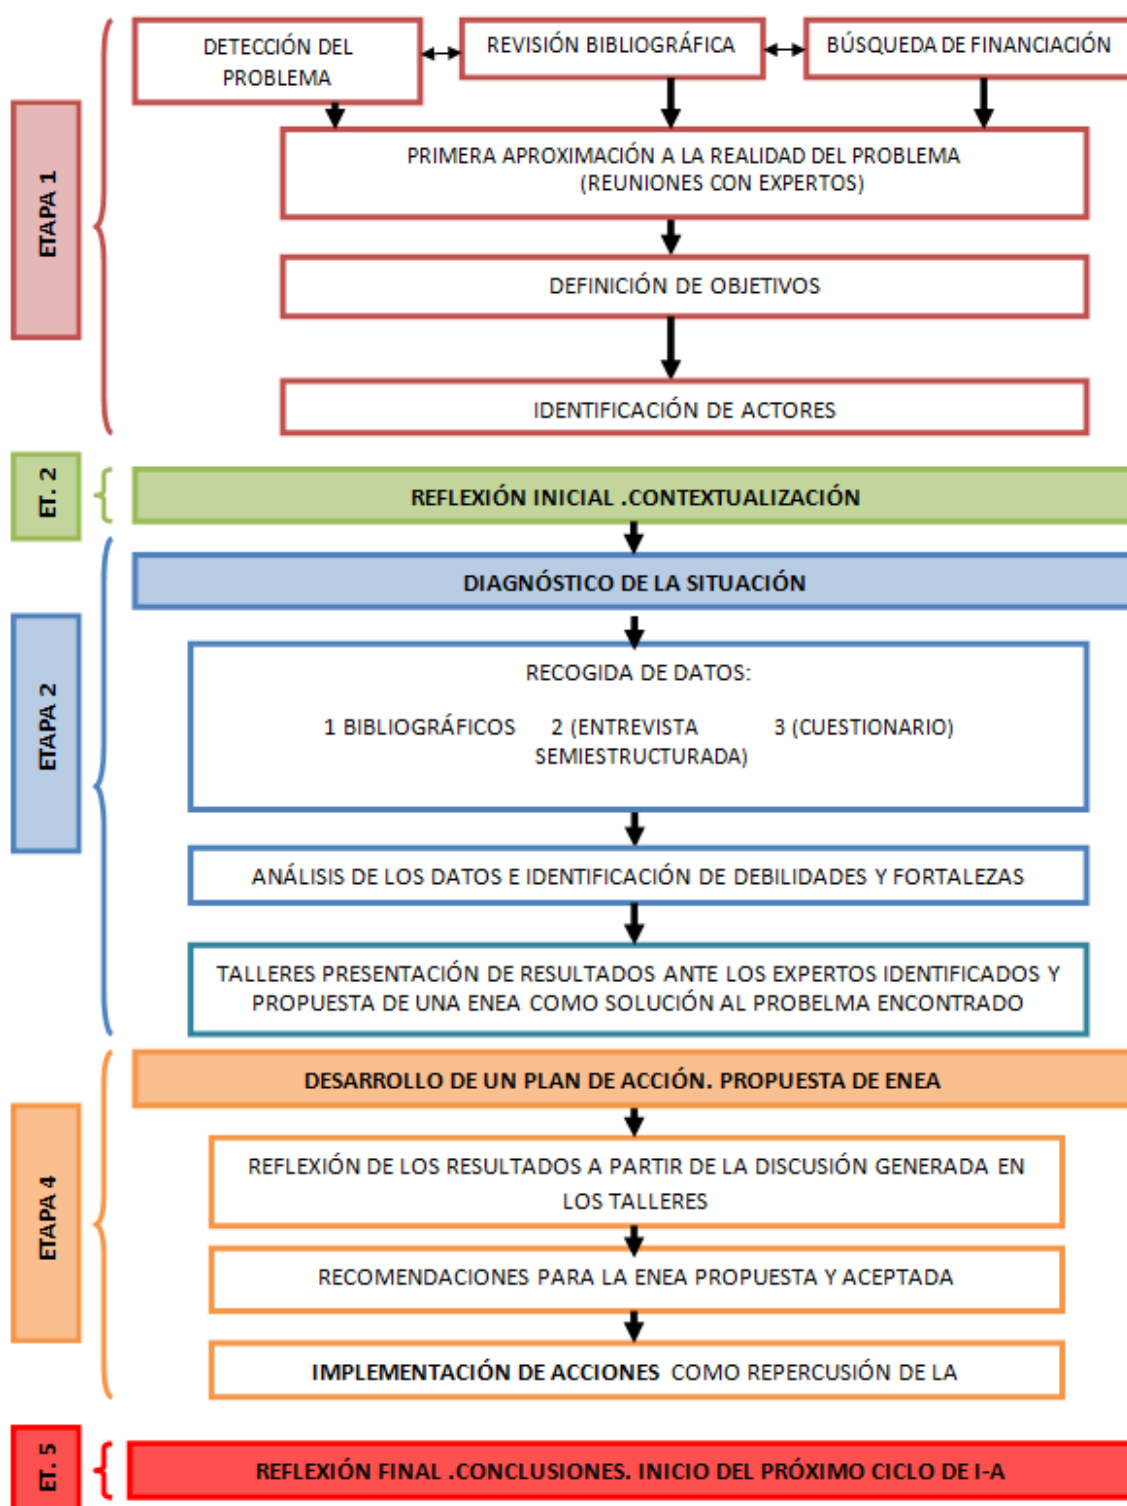 DETECCIÓN DEL
PROBLEMA
REVISIÓN BIBLIOGRÁFICA
BÚSQUEDA DE FINANCIACIÓN
ETAPA 1
PRIMERA APROXIMACIÓN A LA REALIDAD DEL PROBLEMA
(REUNIONES CON EXPERTOS)
DEFINICIÓN DE OBJETIVOS
IDENTIFICACIÓN DE ACTORES
ET. 2
REFLEXIÓN INICIAL .CONTEXTUALIZACIÓN
DIAGNÓSTICO DE LA SITUACIÓN
ETAPA 2
RECOGIDA DE DATOS:
1 BIBLIOGRÁFICOS 2 (ENTREVISTA 3 (CUESTIONARIO)
SEMIESTRUCTURADA)
ANÁLISIS DE LOS DATOS E IDENTIFICACIÓN DE DEBILIDADES Y FORTALEZAS
TALLERES PRESENTACIÓN DE RESULTADOS ANTE LOS EXPERTOS IDENTIFICADOS Y
PROPUESTA DE UNA ENEA COMO SOLUCIÓN AL PROBELMA ENCONTRADO
DESARROLLO DE UN PLAN DE ACCIÓN. PROPUESTA DE ENEA
ETAPA 4
REFLEXIÓN DE LOS RESULTADOS A PARTIR DE LA DISCUSIÓN GENERADA EN
LOS TALLERES
RECOMENDACIONES PARA LA ENEA PROPUESTA Y ACEPTADA
IMPLEMENTACIÓN DE ACCIONES COMO REPERCUSIÓN DE LA
ET. 5
REFLEXIÓN FINAL .CONCLUSIONES. INICIO DEL PRÓXIMO CICLO DE I-A